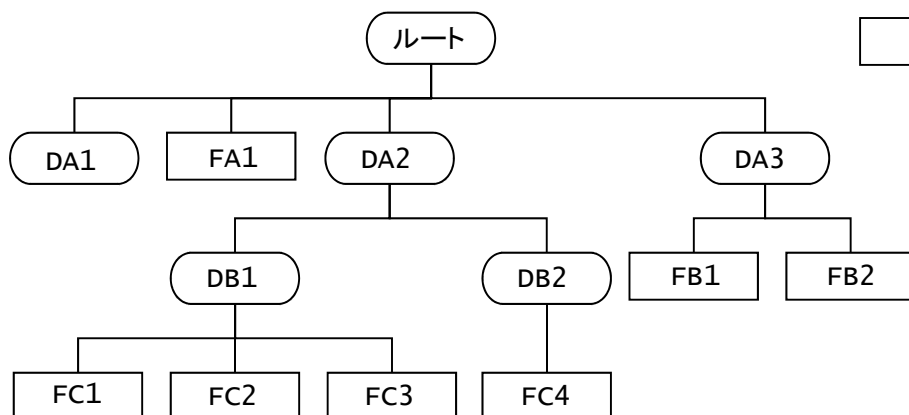 ルート
DA1
FA1
DA2
DA3
DB1
DB2
FB1
FB2
FC1
FC2
FC3
FC4